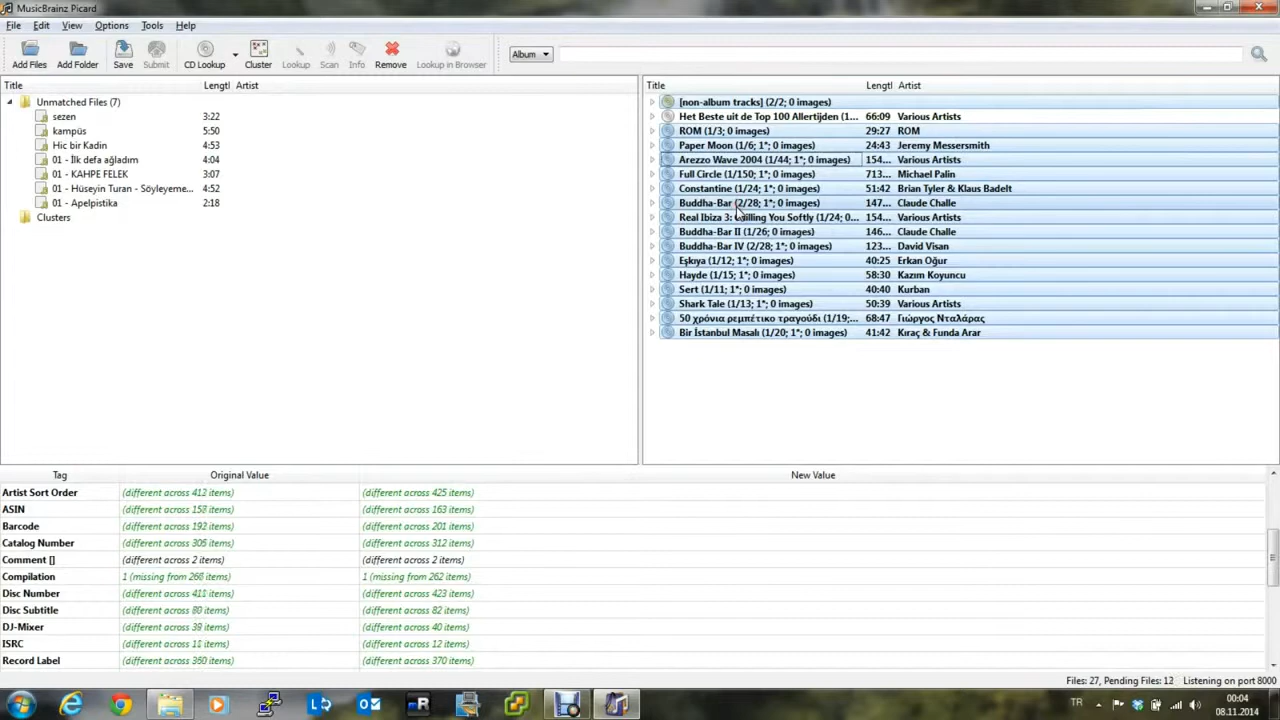 MusicBrainz Picard
File Edit View Options Tools Help
Add Files Add Folder Save Submit CD Lookup Cluster Lookup Scan Info Remove Lookup in Browser Album
Title Length Artist
Unmatched Files (7)
sezen 3:22
kampüs 5:50
Hic bir Kadin 4:53
01 - İlk defa ağladım 4:04
01 - KAHPE FELEK 3:07
01 - Hüseyin Turan - Söyleyeme... 4:52
01 - Apelpistika 2:18
Clusters
Title Lengtl Artist
[non-album tracks] (2/2; 0 images)
Het Beste uit de Top 100 Allertijden (1... 66:09 Various Artists
ROM (1/3; 0 images) 29:27 ROM
Paper Moon (1/6; 1*; 0 images) 24:43 Jeremy Messersmith
Arezzo Wave 2004 (1/44; 1*; 0 images) 154... Various Artists
Full Circle (1/150; 1*; 0 images) 713... Michael Palin
Constantine (1/24; 1*; 0 images) 51:42 Brian Tyler & Klaus Badelt
Buddha-Bar (2/28; 1*; 0 images) 147... Claude Challe
Real Ibiza 3: Chilling You Softly (1/24; 0... 154... Various Artists
Buddha-Bar II (1/26; 0 images) 146... Claude Challe
Buddha-Bar IV (2/28; 1*; 0 images) 123... David Visan
Eşkıya (1/12; 1*; 0 images) 40:25 Erkan Oğur
Hayde (1/15; 1*; 0 images) 58:30 Kazım Koyuncu
Sert (1/11; 1*; 0 images) 40:40 Kurban
Shark Tale (1/13; 1*; 0 images) 50:39 Various Artists
50 χρόνια ρεμπέτικο τραγούδι (1/19;... 68:47 Γιώργος Νταλάρας
Bir İstanbul Masalı (1/20; 1*; 0 images) 41:42 Kıraç & Funda Arar
Tag Original Value New Value
Artist Sort Order (different across 412 items) (different across 425 items)
ASIN (different across 158 items) (different across 163 items)
Barcode (different across 192 items) (different across 201 items)
Catalog Number (different across 305 items) (different across 312 items)
Comment [] (different across 2 items) (different across 2 items)
Compilation 1 (missing from 260 items) 1 (missing from 262 items)
Disc Number (different across 411 items) (different across 423 items)
Disc Subtitle (different across 80 items) (different across 82 items)
DJ-Mixer (different across 39 items) (different across 40 items)
ISRC (different across 11 items) (different across 12 items)
Record Label (different across 360 items) (different across 370 items)
Files: 27, Pending Files: 12 Listening on port 8000
TR 00:04
08.11.2014